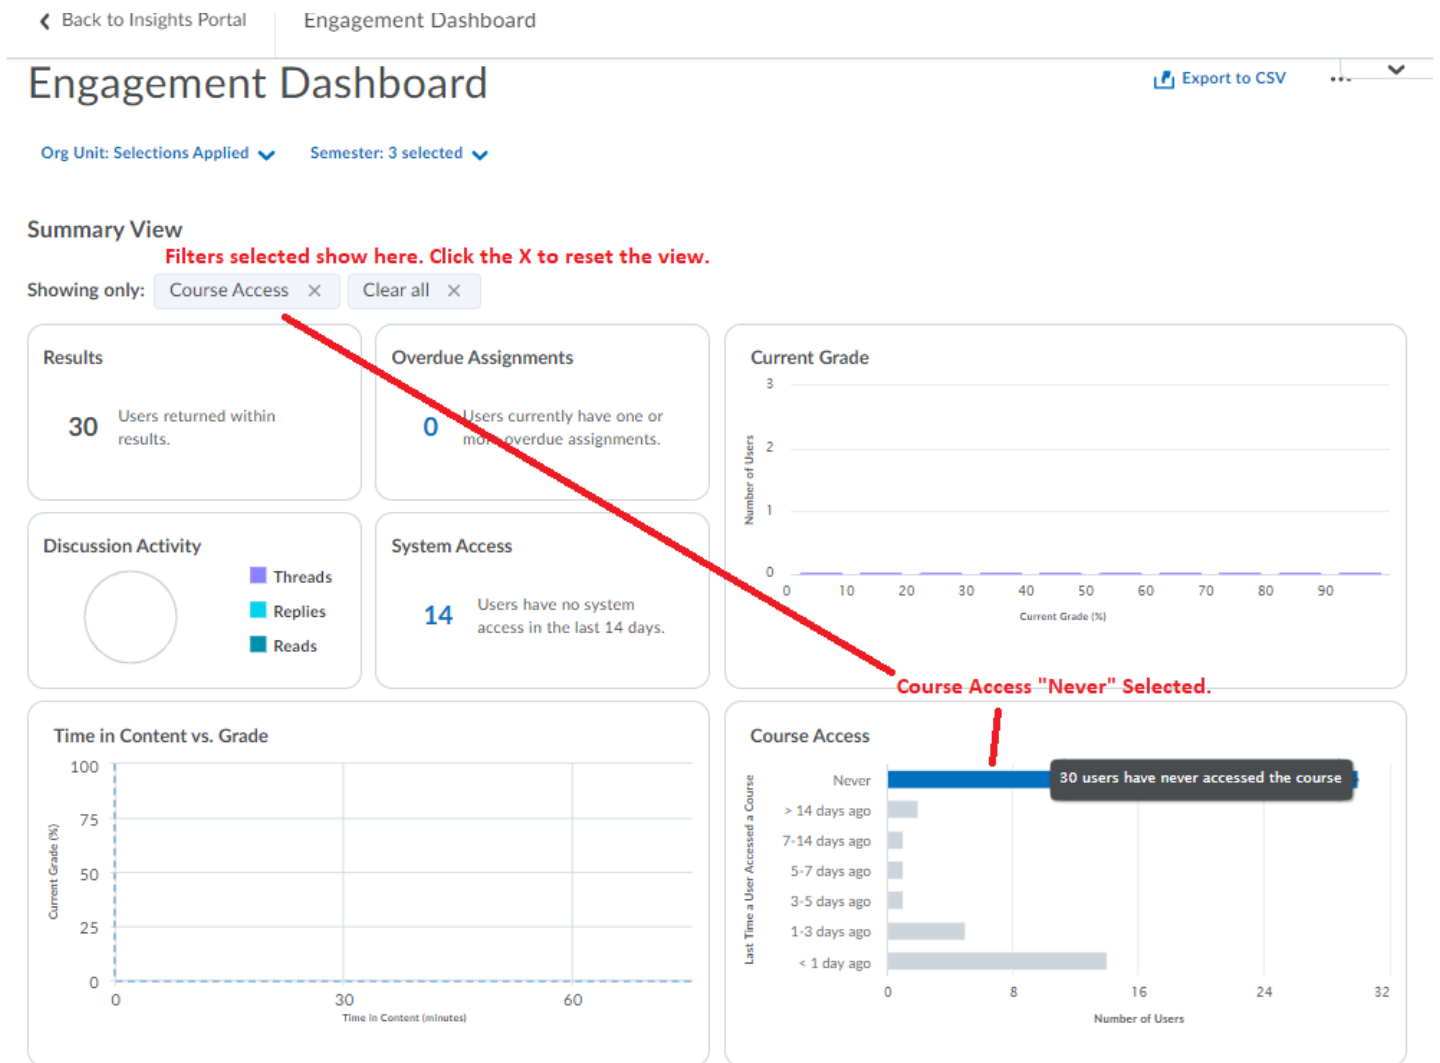 Back to Insights Portal
Engagement Dashboard
Engagement Dashboard
Export to CSV
Org Unit: Selections Applied
Semester: 3 selected
Summary View
Filters selected show here. Click the X to reset the view.
Showing only:
Course Access
Clear all
Results
30
Users returned within
results.
Overdue Assignments
0
Users currently have one or
more overdue assignments.
Discussion Activity
Threads
Replies
Reads
System Access
14
Users have no system
access in the last 14 days.
Current Grade
Number of Users
3
2
1
0
0 10 20 30 40 50 60 70 80 90
Current Grade (%)
Course Access "Never" Selected.
Time in Content vs. Grade
Current Grade (%)
100
75
50
25
0
0 30 60
Time in Content (minutes)
Course Access
Last Time a User Accessed a Course
Never
30 users have never accessed the course
> 14 days ago
7-14 days ago
5-7 days ago
3-5 days ago
1-3 days ago
< 1 day ago
0 8 16 24 32
Number of Users